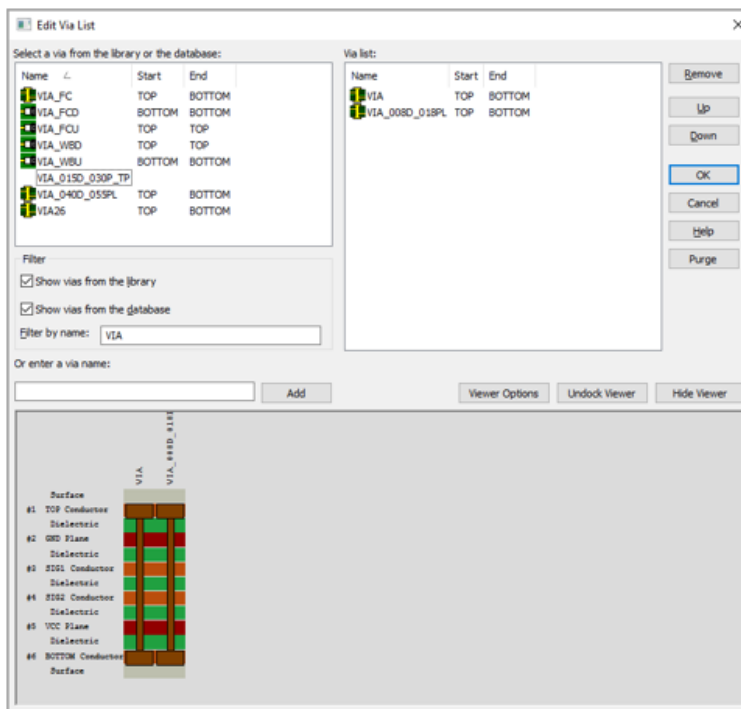 Edit Via List
Select a via from the library or the database:
Name Start End
VIA_FC TOP BOTTOM
VIA_FCD BOTTOM BOTTOM
VIA_FCU TOP TOP
VIA_WBD TOP TOP
VIA_WBU BOTTOM BOTTOM
VIA_015D_030P_TP
VIA_040D_055PL TOP BOTTOM
VIA26 TOP BOTTOM
Filter
Show vias from the library
Show vias from the database
Filter by name: VIA
Or enter a via name:
Add
Via list:
Name Start End
VIA TOP BOTTOM
VIA_008D_018PL TOP BOTTOM
Remove
Up
Down
OK
Cancel
Help
Purge
Viewer Options Undock Viewer Hide Viewer
VIA
VIA_008D_018
Surface
#1 TOP Conductor
Dielectric
#2 GND Plane
Dielectric
#3 SIG1 Conductor
Dielectric
#4 SIG2 Conductor
Dielectric
#5 VCC Plane
Dielectric
#6 BOTTOM Conductor
Surface